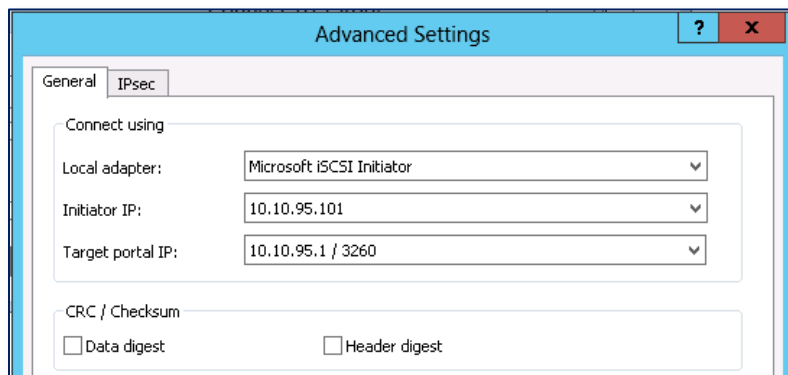 Advanced Settings
? x
General IPsec
Connect using
Local adapter: Microsoft iSCSI Initiator
Initiator IP: 10.10.95.101
Target portal IP: 10.10.95.1 / 3260
CRC / Checksum
Data digest Header digest